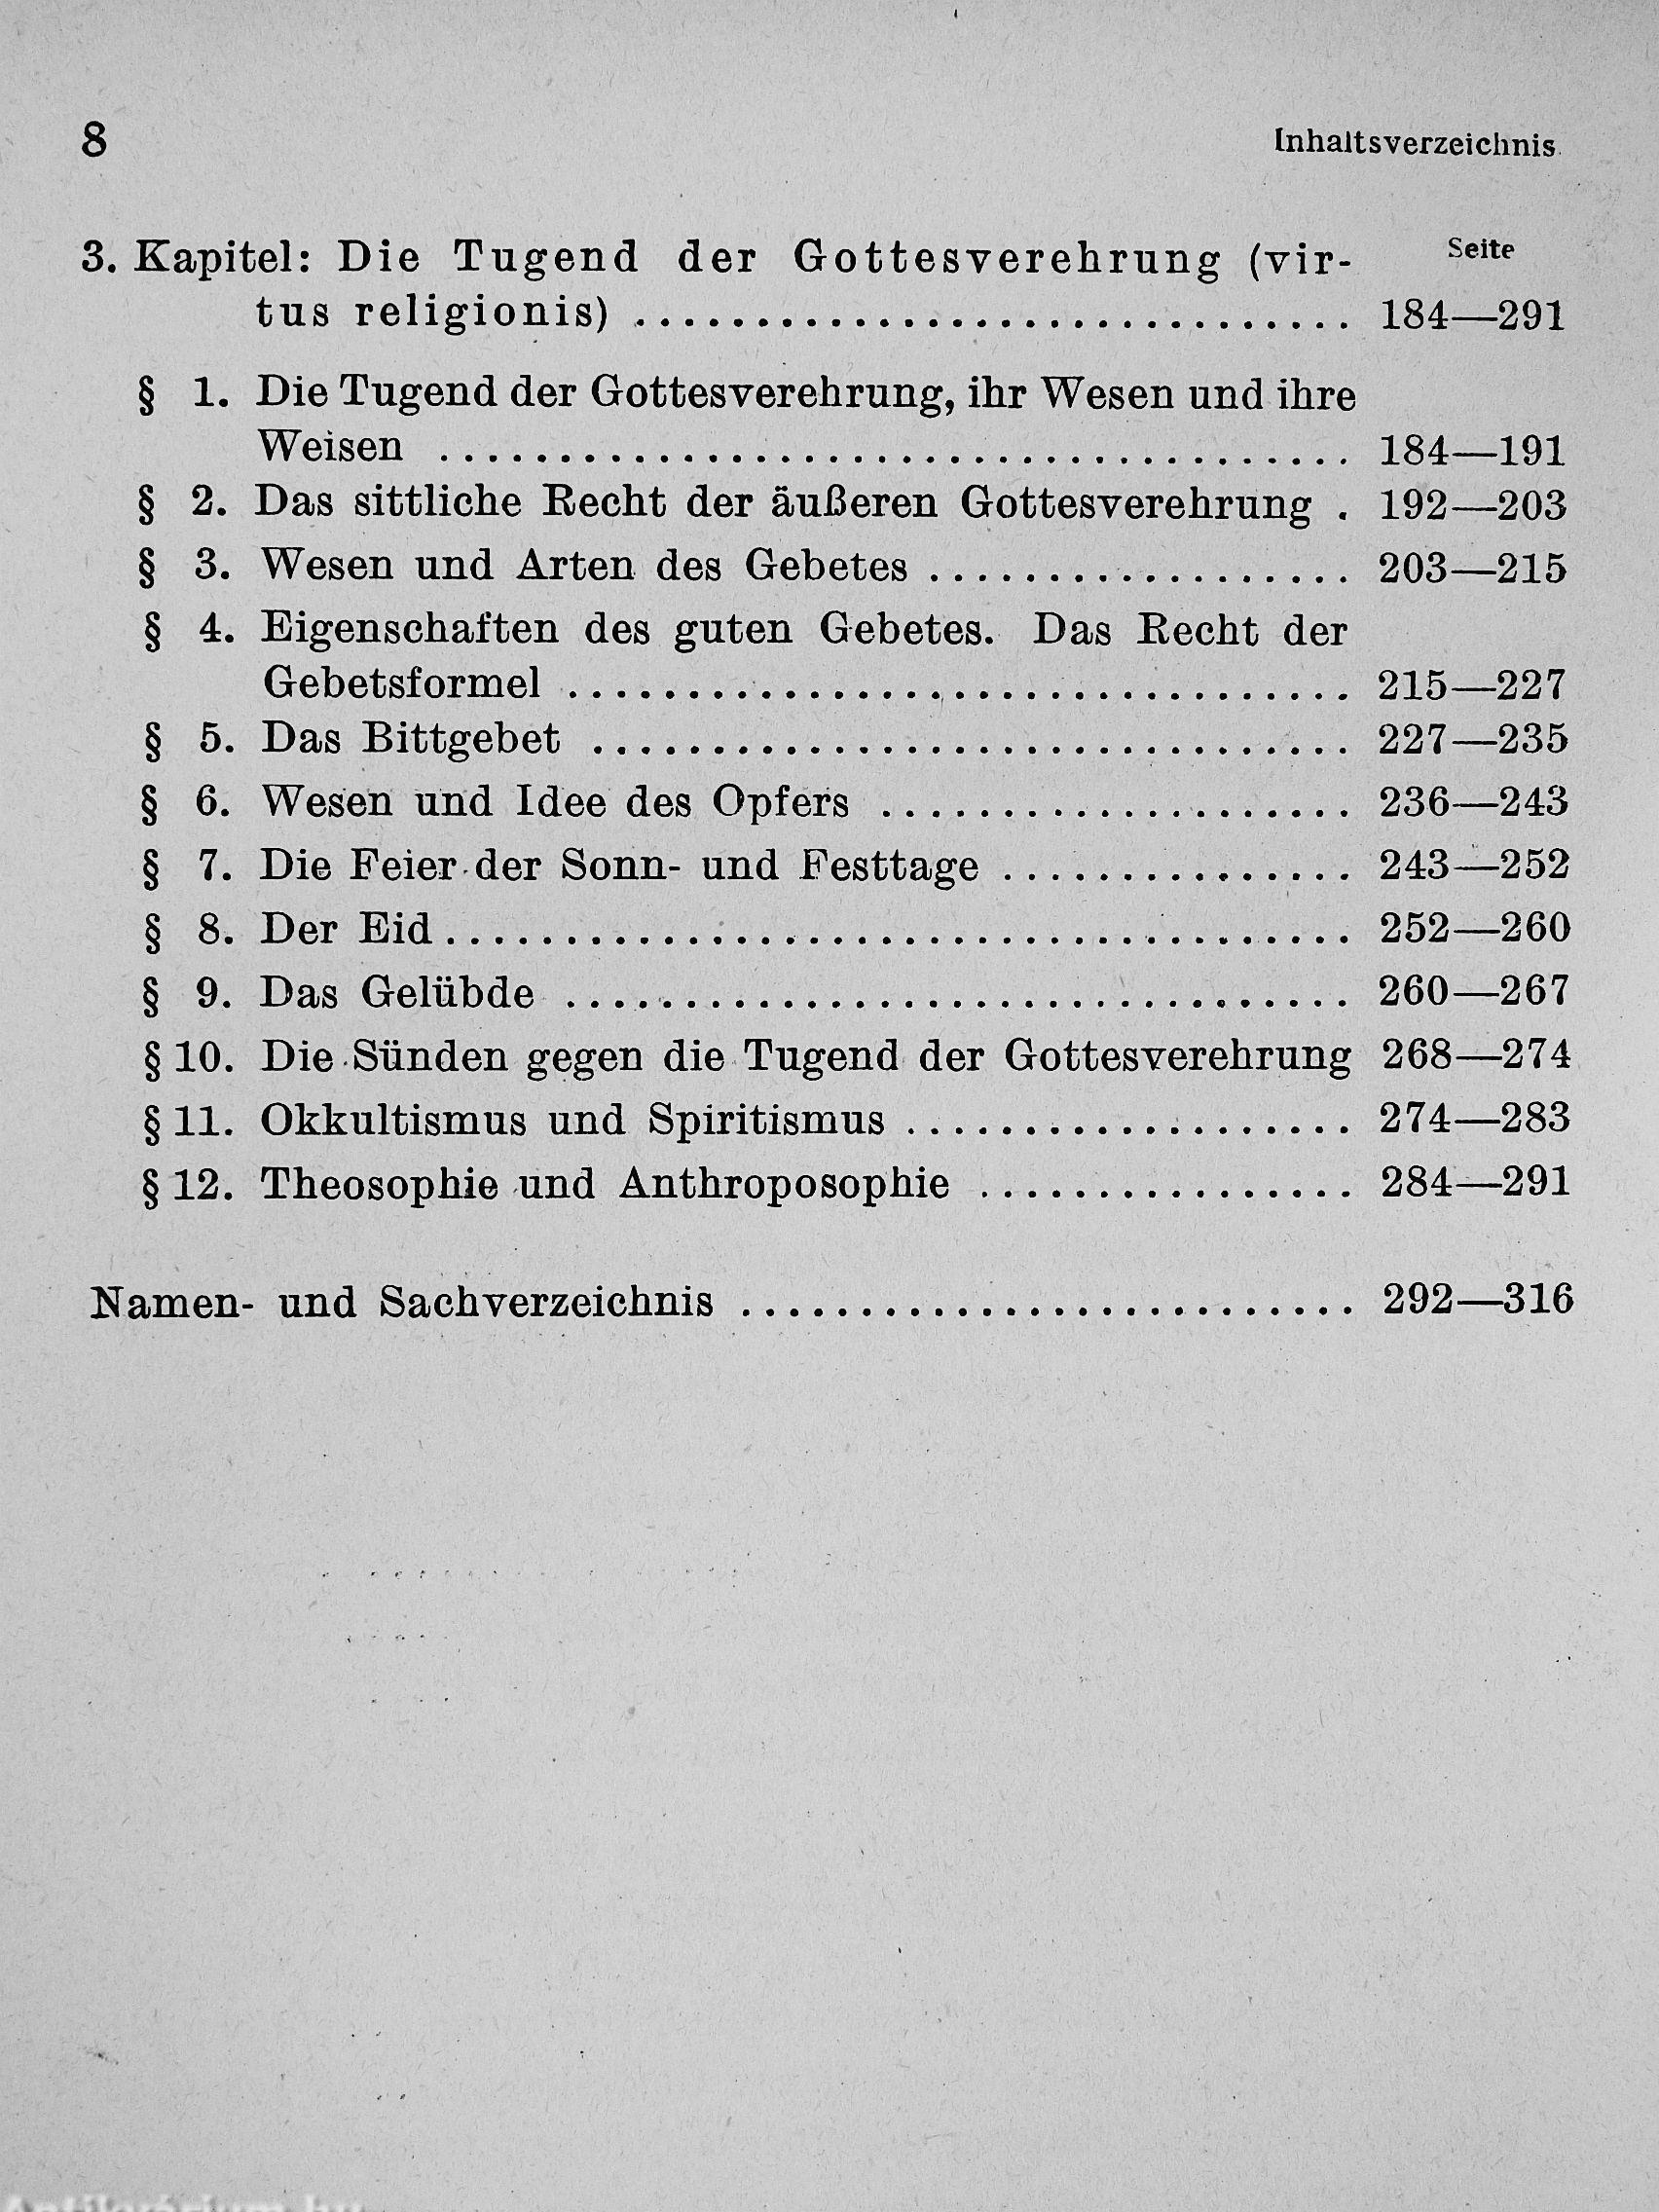 8
Inhaltsverzeichnis
3. Kapitel: Die Tugend der Gottesverehrung (vir- Seite
tus religionis) .............................. 184—291
§ 1. Die Tugend der Gottesverehrung, ihr Wesen und ihre
Weisen ...................................... 184—191
§ 2. Das sittliche Recht der äußeren Gottesverehrung . 192—203
§ 3. Wesen und Arten des Gebetes .................. 203—215
§ 4. Eigenschaften des guten Gebetes. Das Recht der
Gebetsformel ................................. 215—227
§ 5. Das Bittgebet ................................ 227—235
§ 6. Wesen und Idee des Opfers .................... 236—243
§ 7. Die Feier der Sonn- und Festtage ............... 243—252
§ 8. Der Eid...................................... 252—260
§ 9. Das Gelübde ................................. 260—267
§ 10. Die Sünden gegen die Tugend der Gottesverehrung 268—274
§ 11. Okkultismus und Spiritismus ................... 274—283
§ 12. Theosophie und Anthroposophie ................ 284—291
Namen- und Sachverzeichnis .......................... 292—316